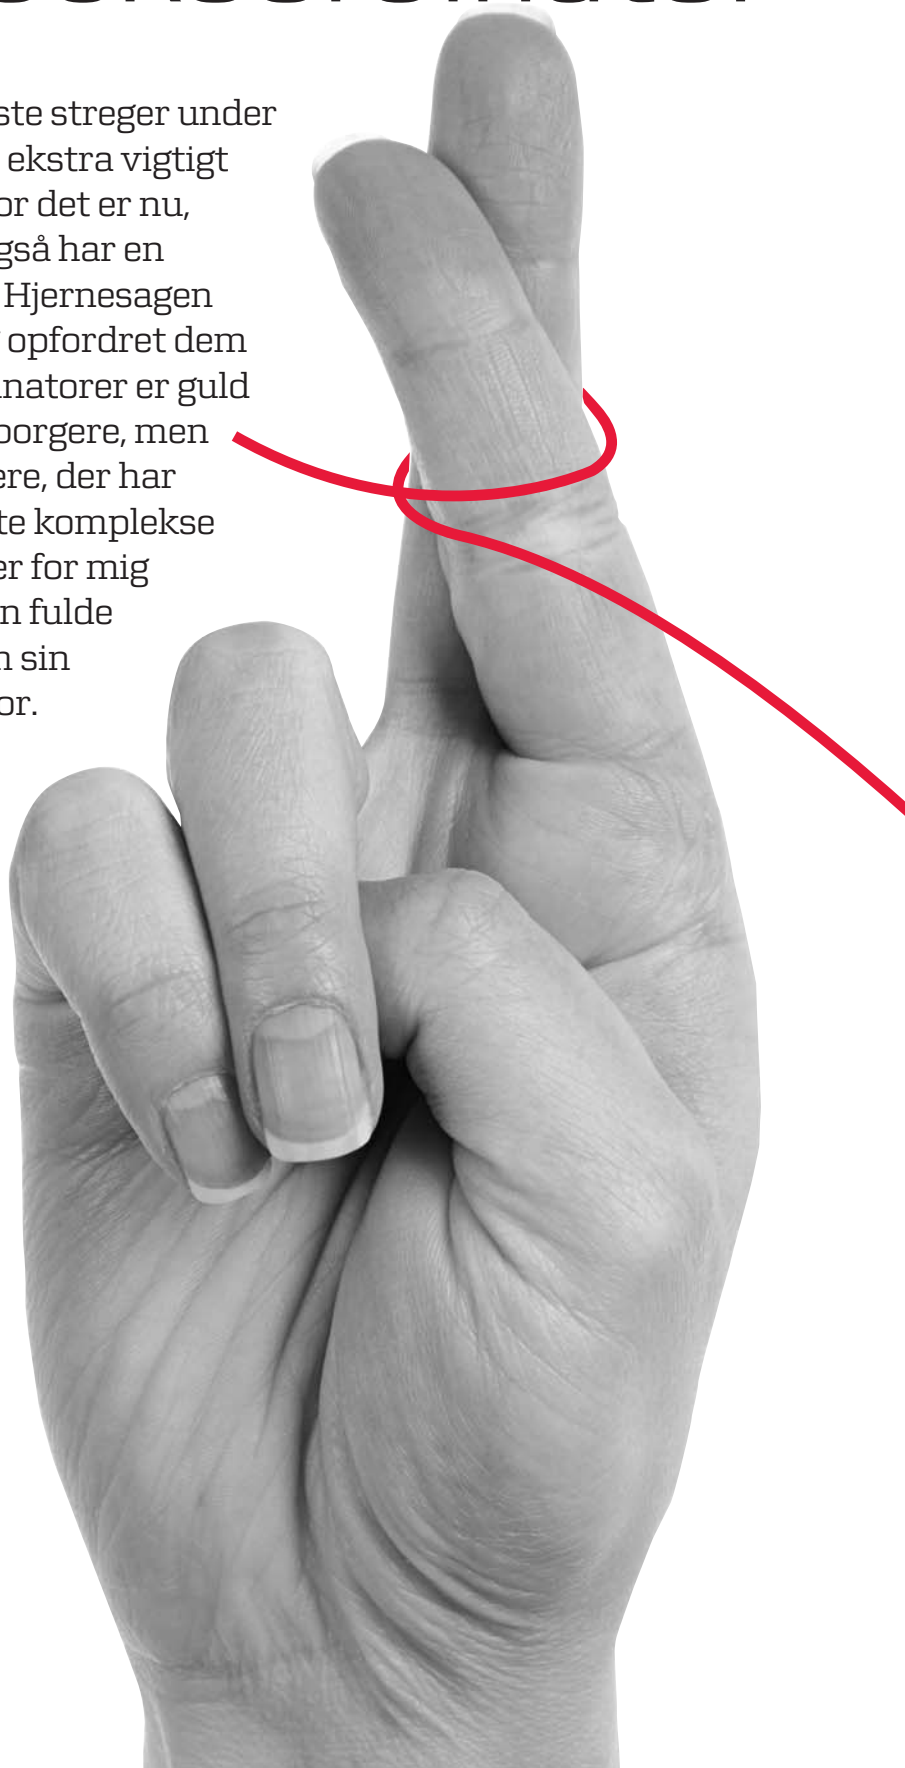 ste streger under
ekstra vigtigt
or det er nu,
gså har en
Hjernesagen
opfordret dem
natorer er guld
borgere, men
ere, der har
te komplekse
er for mig
n fulde
n sin
or.